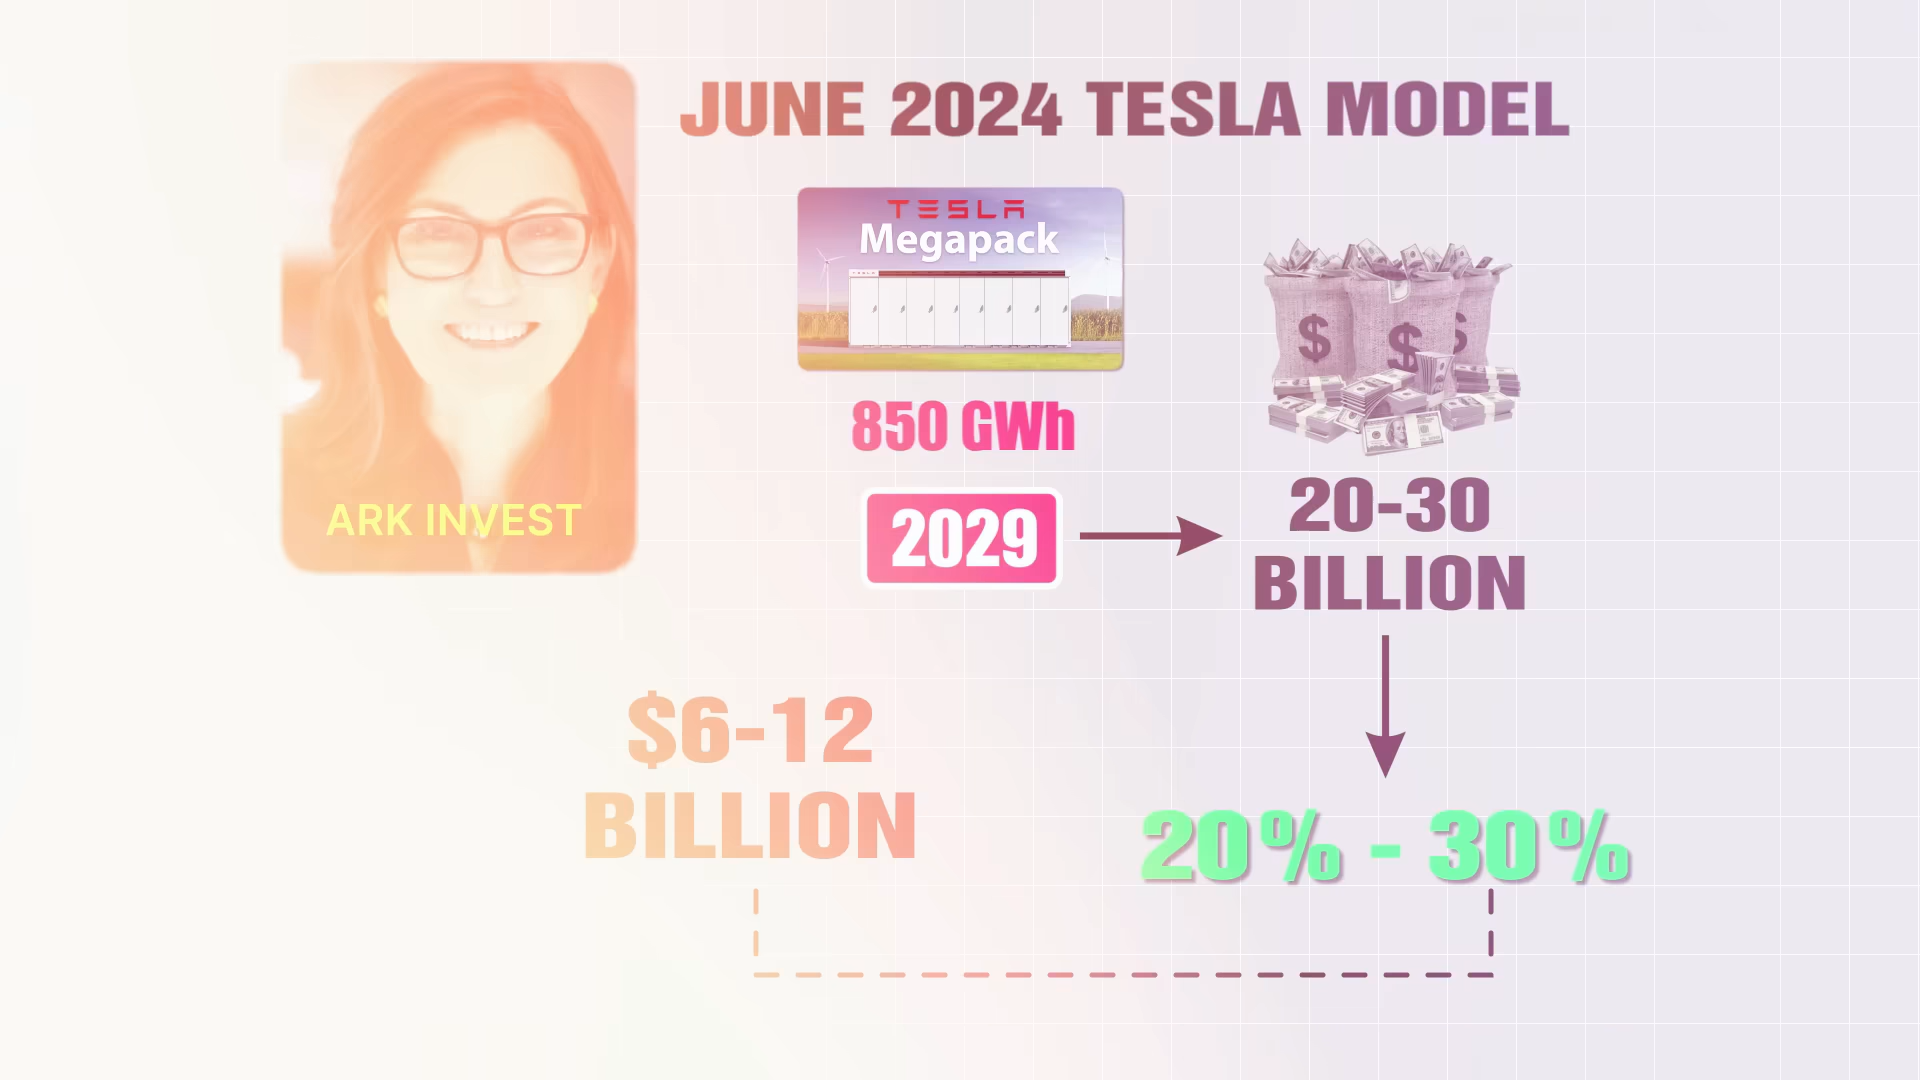 JUNE 2024 TESLA MODEL
TESLA
Megapack
ARK INVEST
850 GWh
2029
$ $ $
20-30
BILLION
$6-12
BILLION
20% - 30%